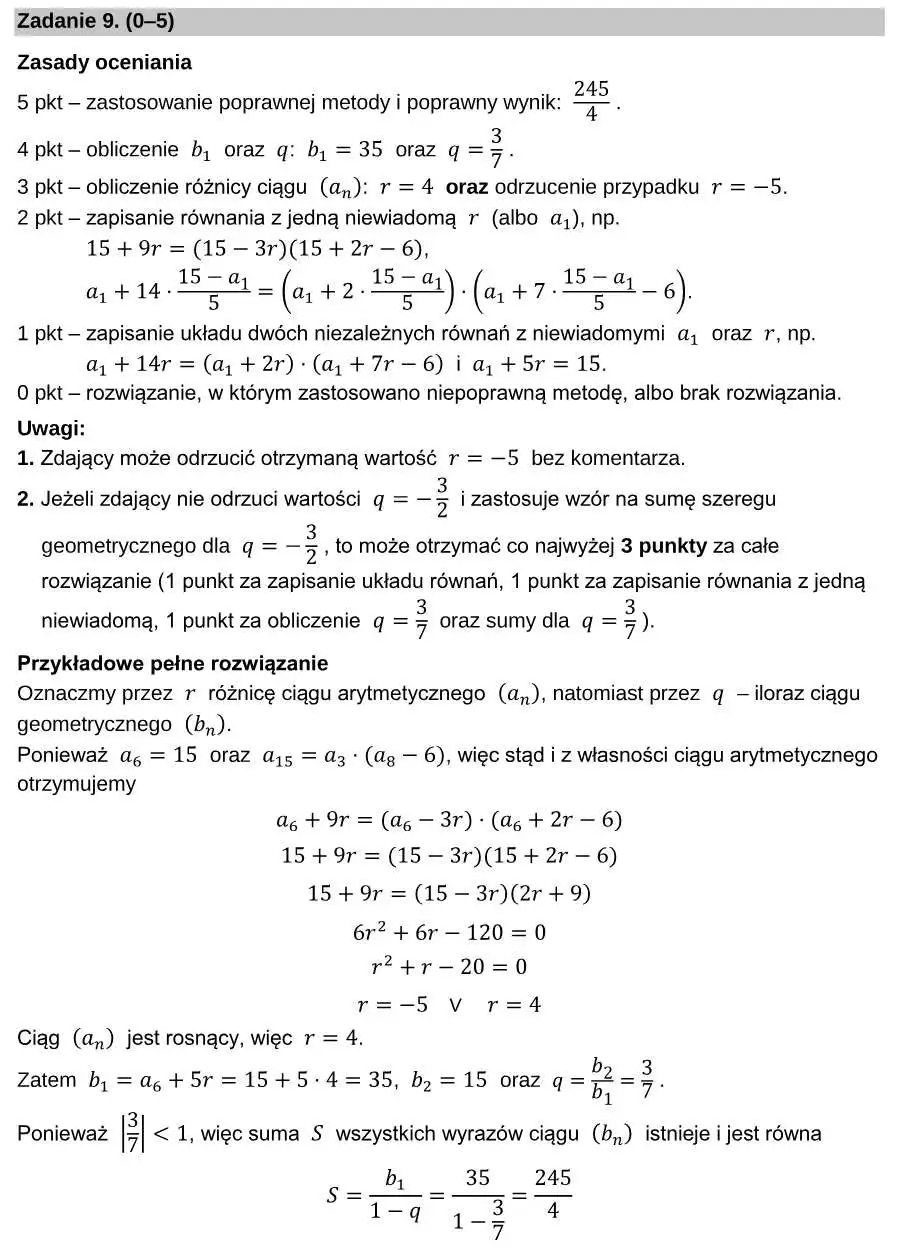 Zadanie 9. (0–5)
Zasady oceniania
5 pkt – zastosowanie poprawnej metody i poprawny wynik: 245/4 .
4 pkt – obliczenie b₁ oraz q: b₁ = 35 oraz q = 3/7 .
3 pkt – obliczenie różnicy ciągu (aₙ): r = 4 oraz odrzucenie przypadku r = −5.
2 pkt – zapisanie równania z jedną niewiadomą r (albo a₁), np.
15 + 9r = (15 − 3r)(15 + 2r − 6),
a₁ + 14 · (15 − a₁)/5 = (a₁ + 2 · (15 − a₁)/5) · (a₁ + 7 · (15 − a₁)/5 − 6).
1 pkt – zapisanie układu dwóch niezależnych równań z niewiadomymi a₁ oraz r, np.
a₁ + 14r = (a₁ + 2r) · (a₁ + 7r − 6) i a₁ + 5r = 15.
0 pkt – rozwiązanie, w którym zastosowano niepoprawną metodę, albo brak rozwiązania.
Uwagi:
1. Zdający może odrzucić otrzymaną wartość r = −5 bez komentarza.
2. Jeżeli zdający nie odrzuci wartości q = −3/2 i zastosuje wzór na sumę szeregu
geometrycznego dla q = −3/2 , to może otrzymać co najwyżej 3 punkty za całe
rozwiązanie (1 punkt za zapisanie układu równań, 1 punkt za zapisanie równania z jedną
niewiadomą, 1 punkt za obliczenie q = 3/7 oraz sumy dla q = 3/7 ).
Przykładowe pełne rozwiązanie
Oznaczmy przez r różnicę ciągu arytmetycznego (aₙ), natomiast przez q – iloraz ciągu
geometrycznego (bₙ).
Ponieważ a₆ = 15 oraz a₁₅ = a₃ · (a₈ − 6), więc stąd i z własności ciągu arytmetycznego
otrzymujemy
a₆ + 9r = (a₆ − 3r) · (a₆ + 2r − 6)
15 + 9r = (15 − 3r)(15 + 2r − 6)
15 + 9r = (15 − 3r)(2r + 9)
6r² + 6r − 120 = 0
r² + r − 20 = 0
r = −5 ∨ r = 4
Ciąg (aₙ) jest rosnący, więc r = 4.
Zatem b₁ = a₆ + 5r = 15 + 5 · 4 = 35, b₂ = 15 oraz q = b₂/b₁ = 3/7 .
Ponieważ |3/7| < 1, więc suma S wszystkich wyrazów ciągu (bₙ) istnieje i jest równa
S = b₁/(1 − q) = 35/(1 − 3/7) = 245/4